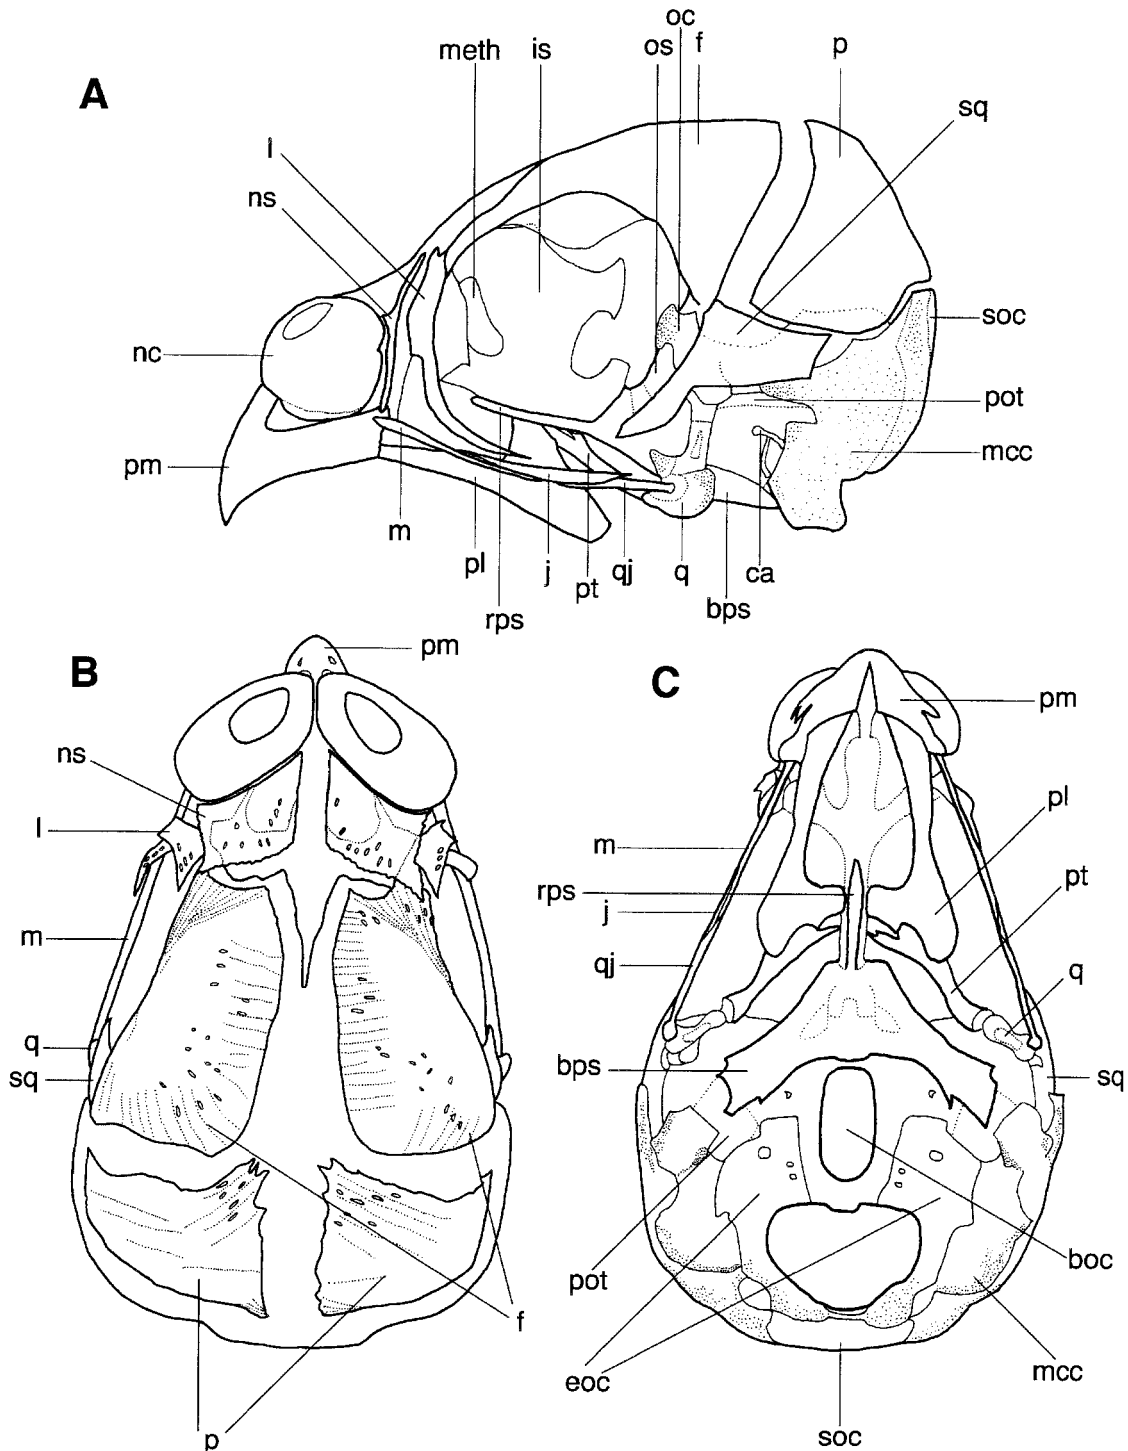 A
oc
meth
is
os
f
p
sq
l
ns
nc
soc
pot
pm
mcc
m
pl
j
pt
qj
q
ca
rps
bps
B
pm
ns
l
m
q
sq
f
p
C
pm
pl
m
pt
rps
j
qj
q
bps
sq
pot
boc
eoc
mcc
soc